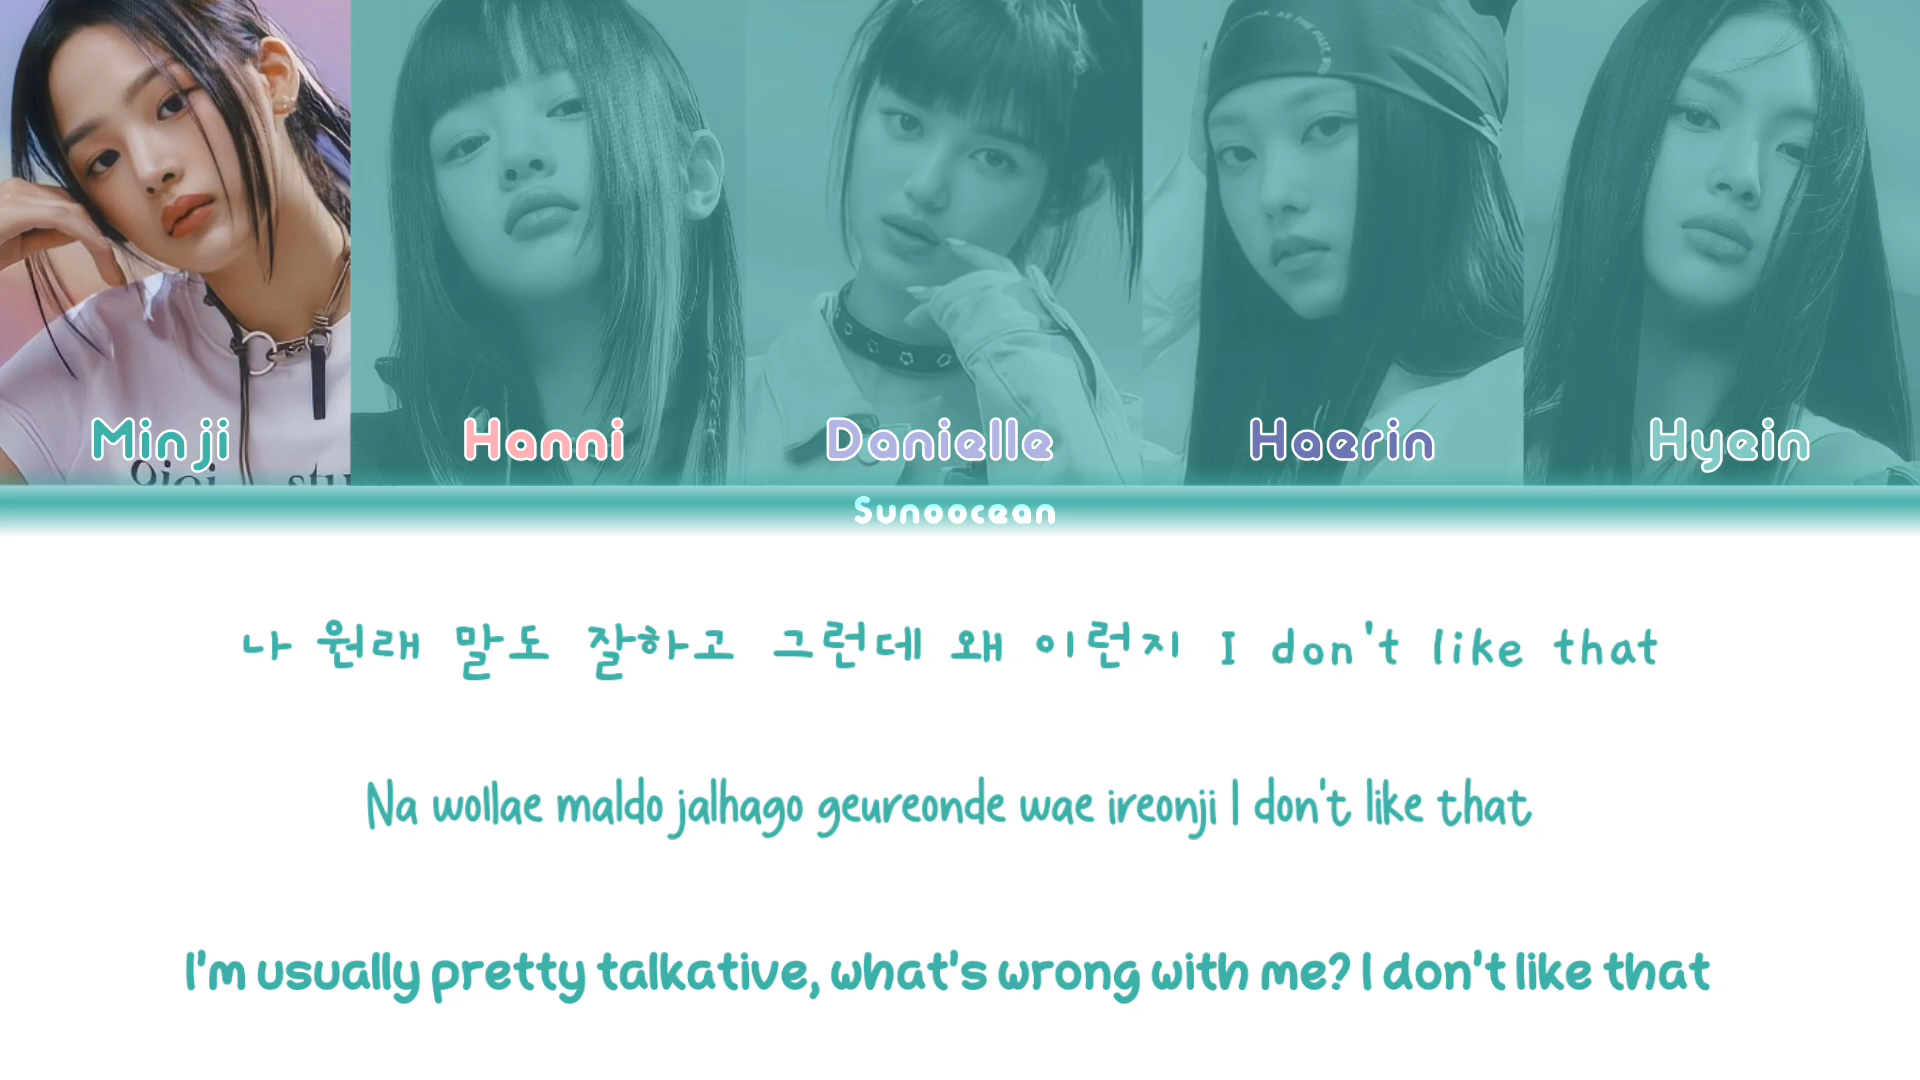 Minji Hanni Danielle Haerin Hyein
Sunoocean
나 원래 말도 잘하고 그런데 왜 이런지 I don't like that
Na wollae maldo jalhago geureonde wae ireonji I don't like that
I'm usually pretty talkative, what's wrong with me? I don't like that